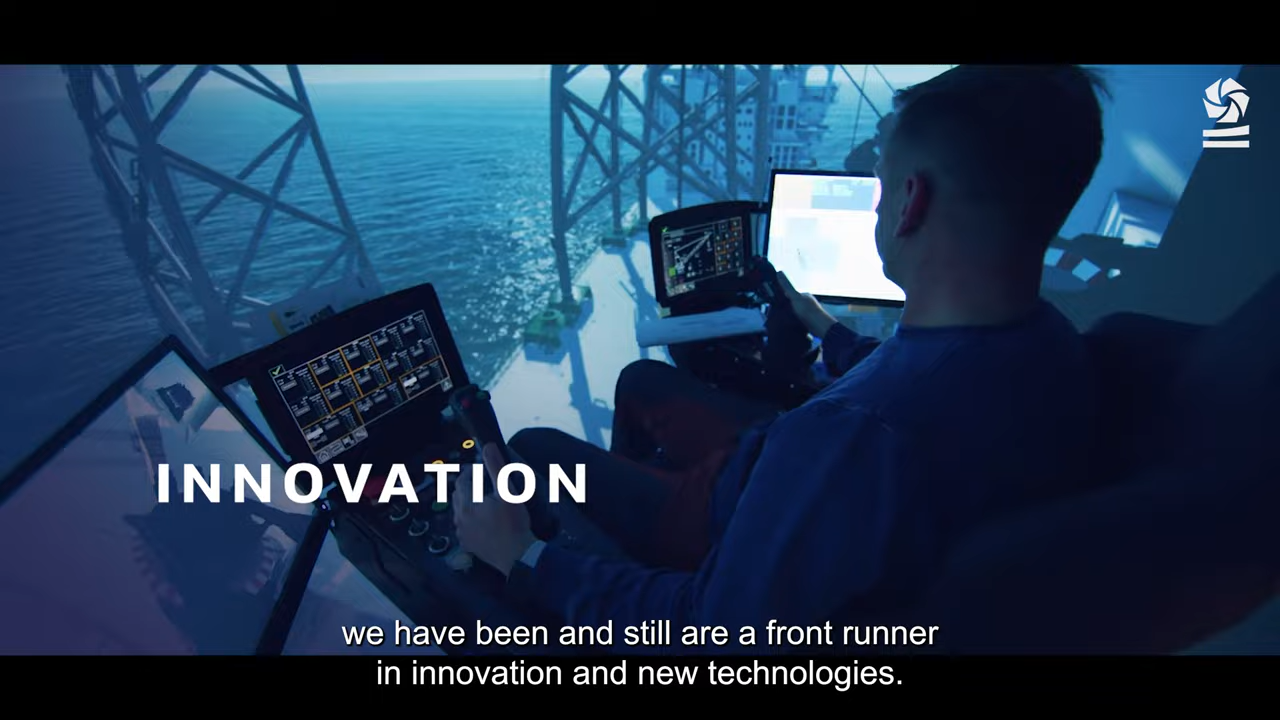 INNOVATION
we have been and still are a front runner
in innovation and new technologies.